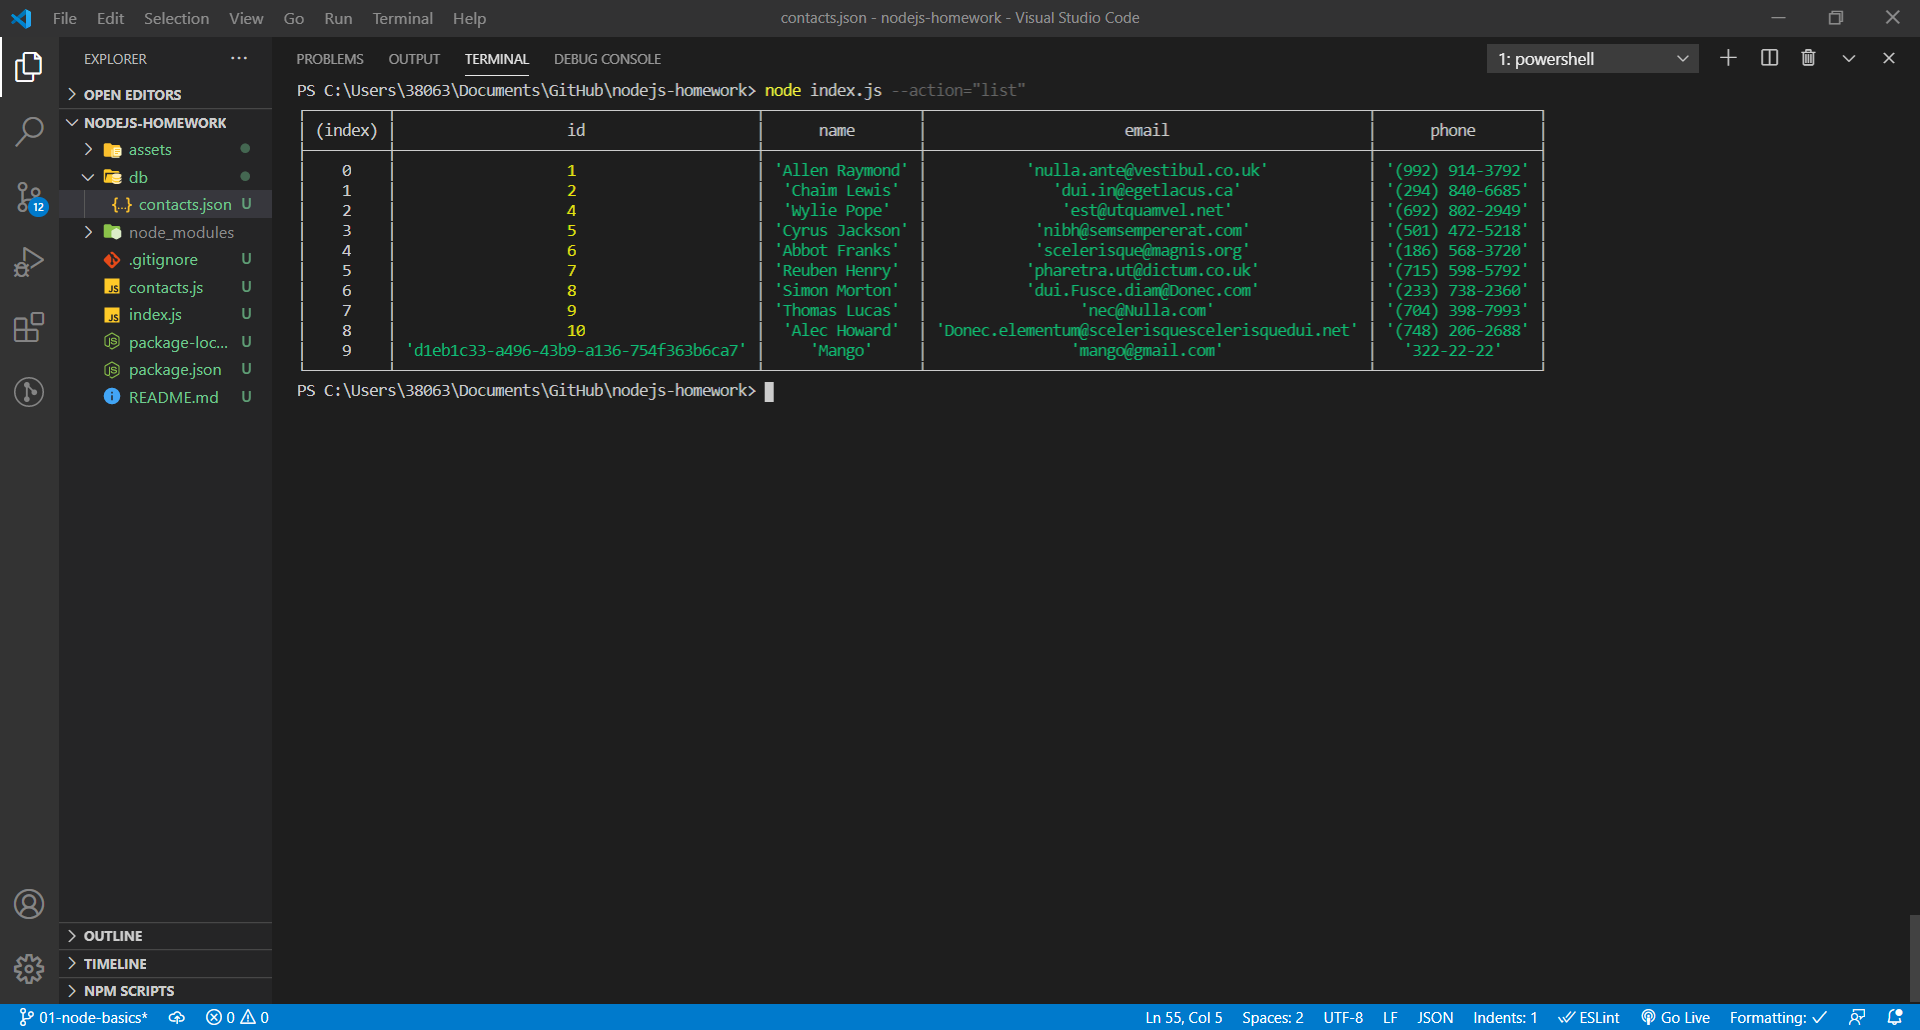 File Edit Selection View Go Run Terminal Help
contacts.json - nodejs-homework - Visual Studio Code
EXPLORER ···
OPEN EDITORS
NODEJS-HOMEWORK
assets
db
{..} contacts.json U
node_modules
.gitignore U
JS contacts.js U
JS index.js U
JS package-loc... U
JS package.json U
README.md U
12
OUTLINE
TIMELINE
NPM SCRIPTS
PROBLEMS OUTPUT TERMINAL DEBUG CONSOLE
1: powershell
PS C:\Users\38063\Documents\GitHub\nodejs-homework> node index.js --action="list"
(index) id name email phone
0 1 'Allen Raymond' 'nulla.ante@vestibul.co.uk' '(992) 914-3792'
1 2 'Chaim Lewis' 'dui.in@egetlacus.ca' '(294) 840-6685'
2 4 'Wylie Pope' 'est@utquamvel.net' '(692) 802-2949'
3 5 'Cyrus Jackson' 'nibh@semsempererat.com' '(501) 472-5218'
4 6 'Abbot Franks' 'scelerisque@magnis.org' '(186) 568-3720'
5 7 'Reuben Henry' 'pharetra.ut@dictum.co.uk' '(715) 598-5792'
6 8 'Simon Morton' 'dui.Fusce.diam@Donec.com' '(233) 738-2360'
7 9 'Thomas Lucas' 'nec@Nulla.com' '(704) 398-7993'
8 10 'Alec Howard' 'Donec.elementum@scelerisquescelerisquedui.net' '(748) 206-2688'
9 'd1eb1c33-a496-43b9-a136-754f363b6ca7' 'Mango' 'mango@gmail.com' '322-22-22'
PS C:\Users\38063\Documents\GitHub\nodejs-homework>
01-node-basics* 0 0 Ln 55, Col 5 Spaces: 2 UTF-8 LF JSON Indents: 1 ESLint Go Live Formatting: ✓